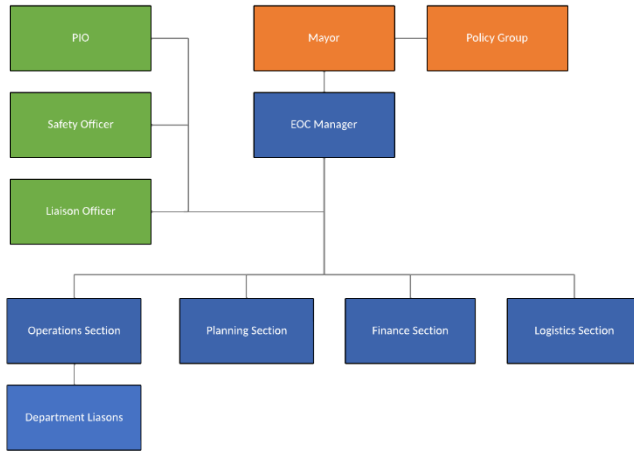 PIO
Mayor
Policy Group
Safety Officer
EOC Manager
Liaison Officer
Operations Section
Planning Section
Finance Section
Logistics Section
Department Liasons